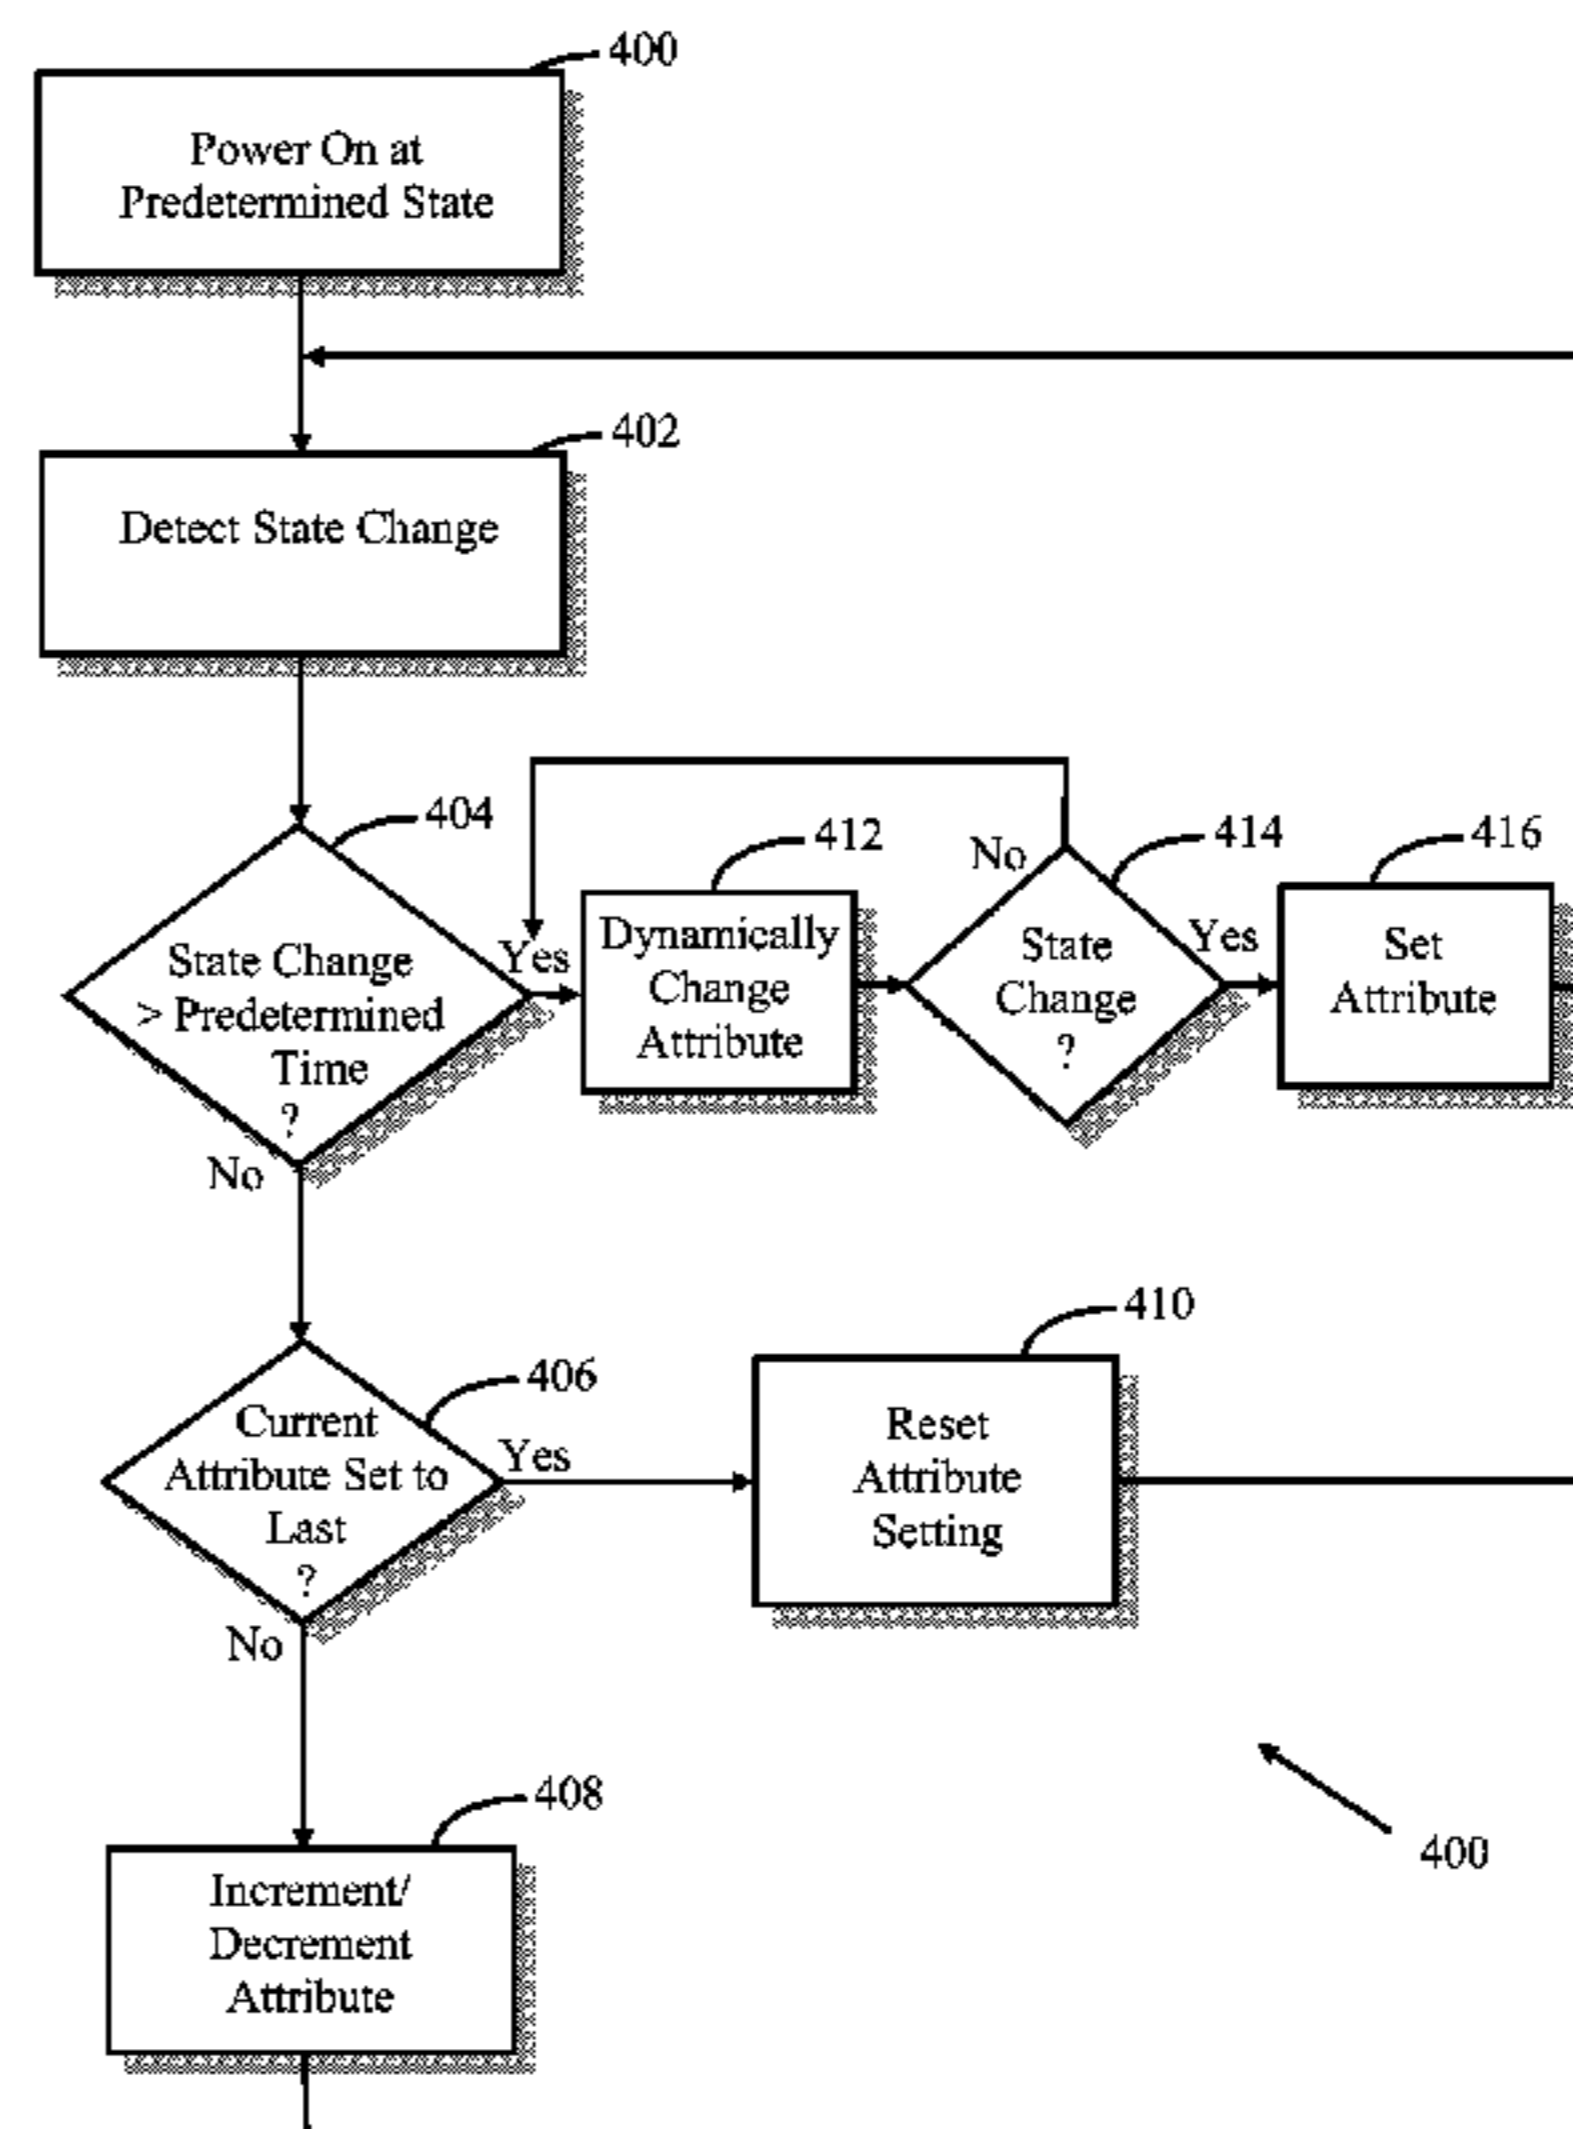 400
Power On at
Predetermined State
402
Detect State Change
404
State Change
> Predetermined
Time
?
Yes
No
412
Dynamically
Change
Attribute
414
No
State
Change
?
Yes
416
Set
Attribute
406
Current
Attribute Set to
Last
?
Yes
No
410
Reset
Attribute
Setting
408
Increment/
Decrement
Attribute
400